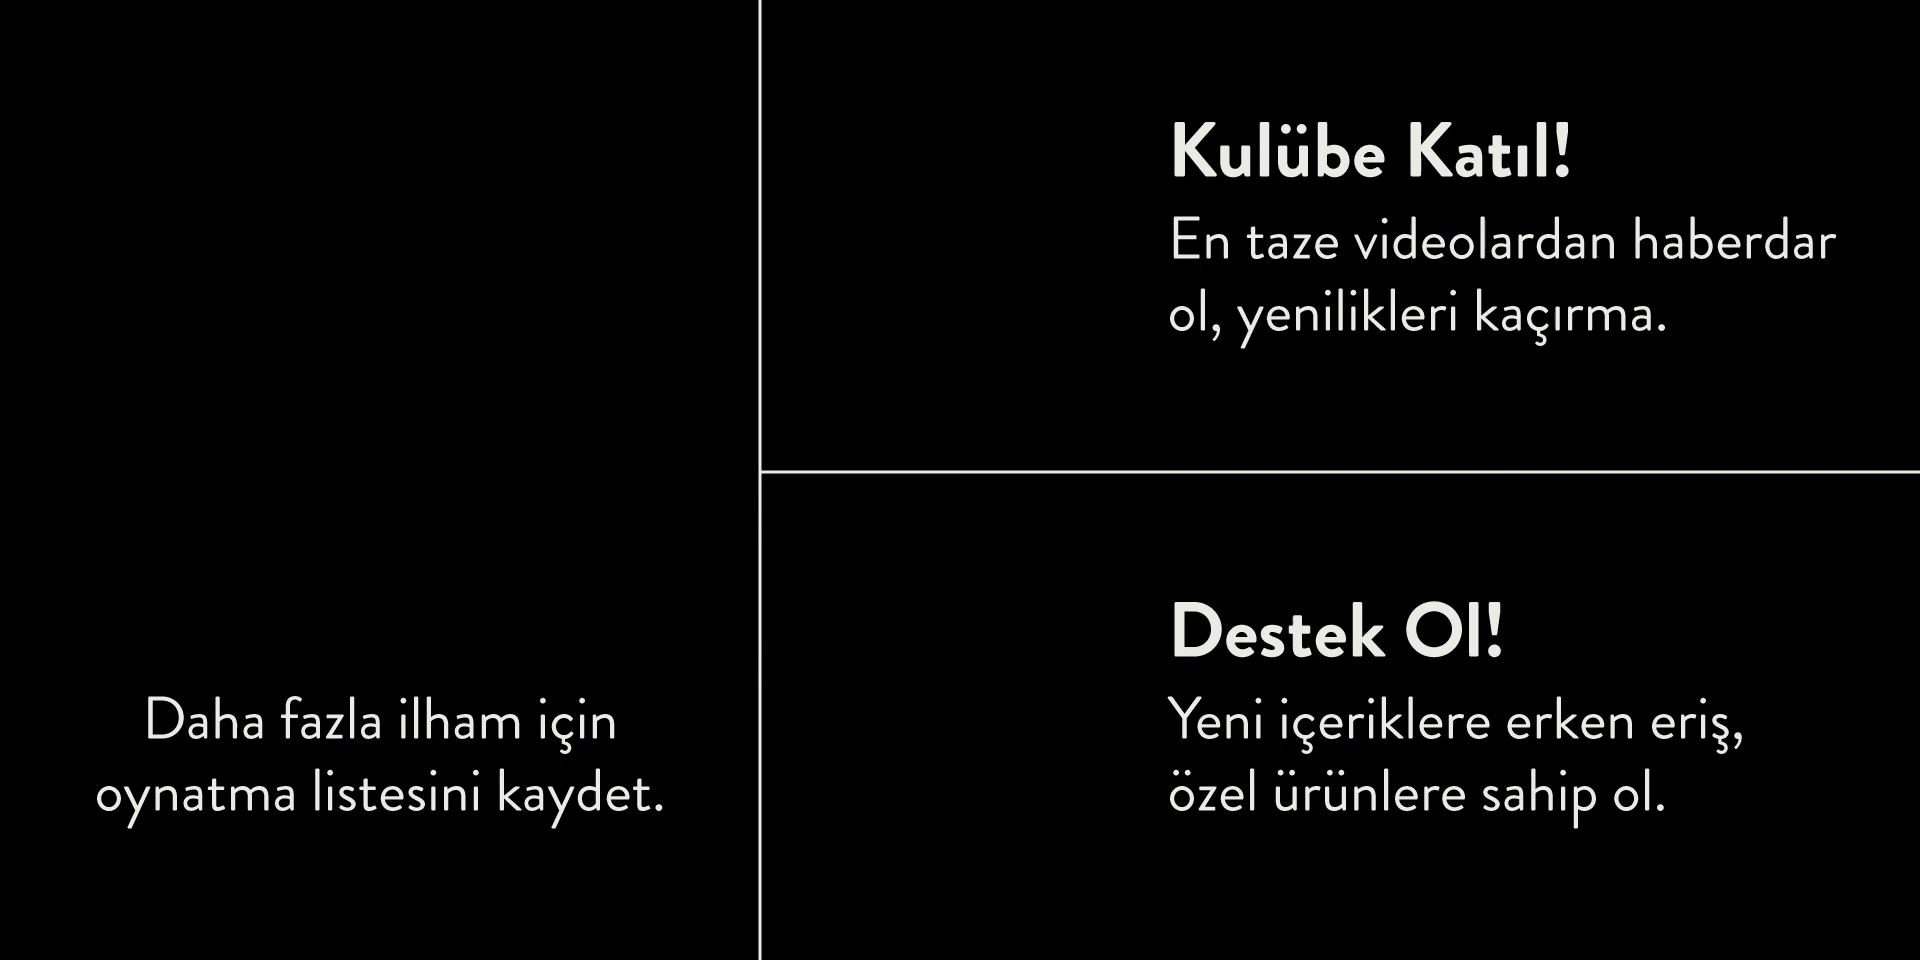 Daha fazla ilham için
oynatma listesini kaydet.
Kulübe Katıl!
En taze videolardan haberdar
ol, yenilikleri kaçırma.
Destek Ol!
Yeni içeriklere erken eriş,
özel ürünlere sahip ol.